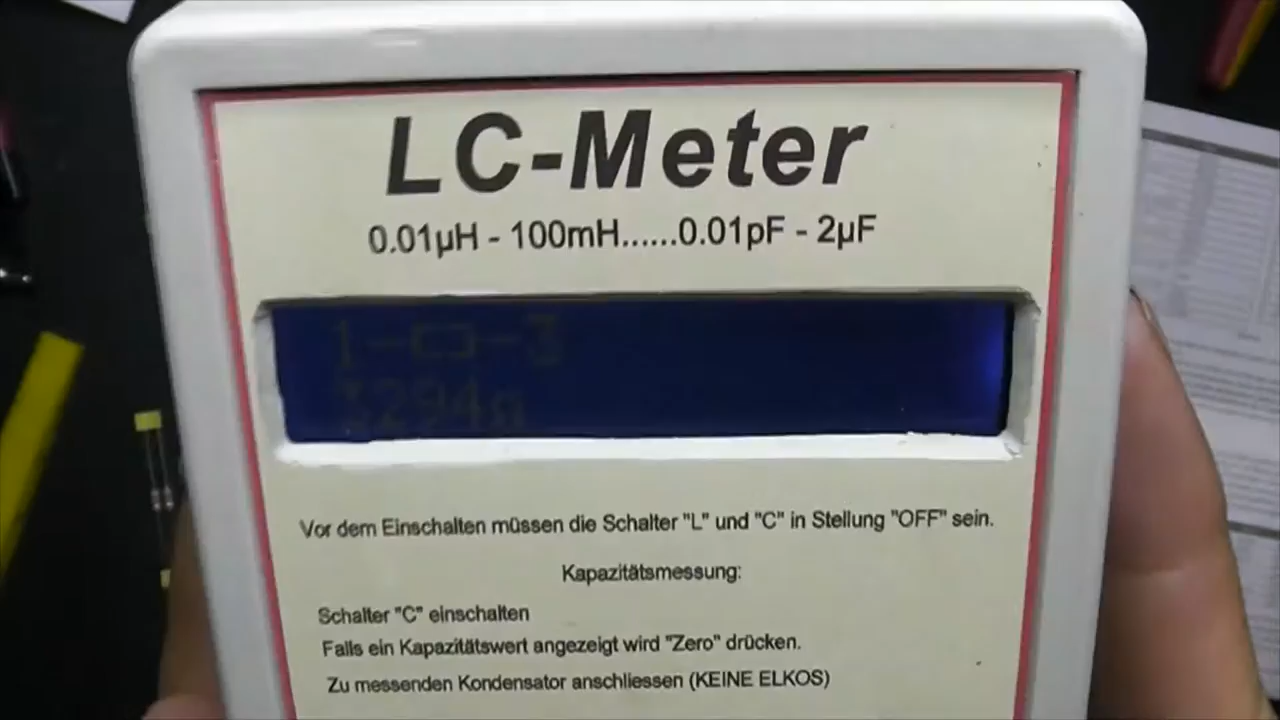 LC-Meter
0.01µH - 100mH......0.01pF - 2µF
1-▭-3
Vor dem Einschalten müssen die Schalter "L" und "C" in Stellung "OFF" sein.
Kapazitätsmessung:
Schalter "C" einschalten
Falls ein Kapazitätswert angezeigt wird "Zero" drücken.
Zu messenden Kondensator anschliessen (KEINE ELKOS)